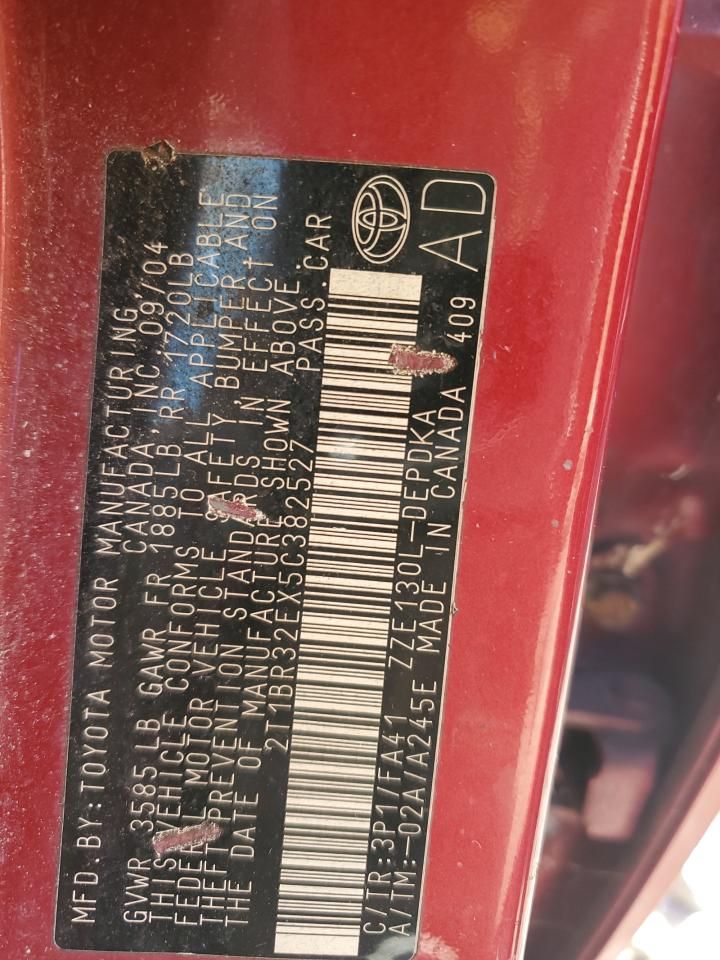 MFD.BY:TOYOTA MOTOR MANUFACTURING
CANADA INC 09/04
GVWR 3585 LB GAWR FR 1885LB RR 1720LB
THIS VEHICLE CONFORMS TO ALL APPLICABLE
FEDERAL MOTOR VEHICLE SAFETY BUMPER AND
THEFT PREVENTION STANDARDS IN EFFECT ON
THE DATE OF MANUFACTURE SHOWN ABOVE.
2T1BR32EX5C382527 PASS.CAR
C/TR:3P1/FA41 ZZE130L-DEPDKA
A/TM:-02A/A245E MADE IN CANADA 409
AD